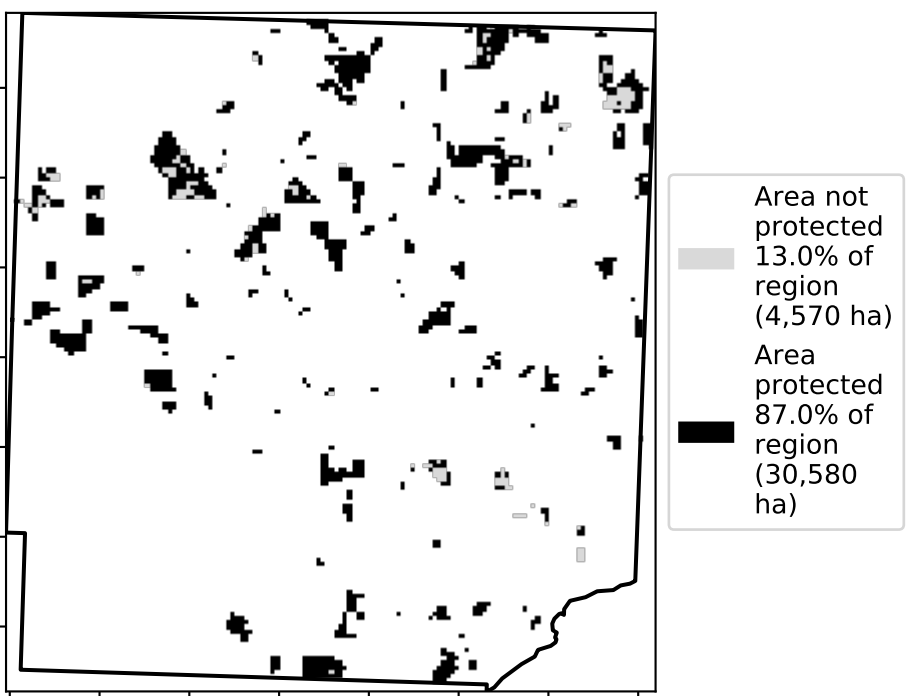 Area not
protected
13.0% of
region
(4,570 ha)
Area
protected
87.0% of
region
(30,580
ha)